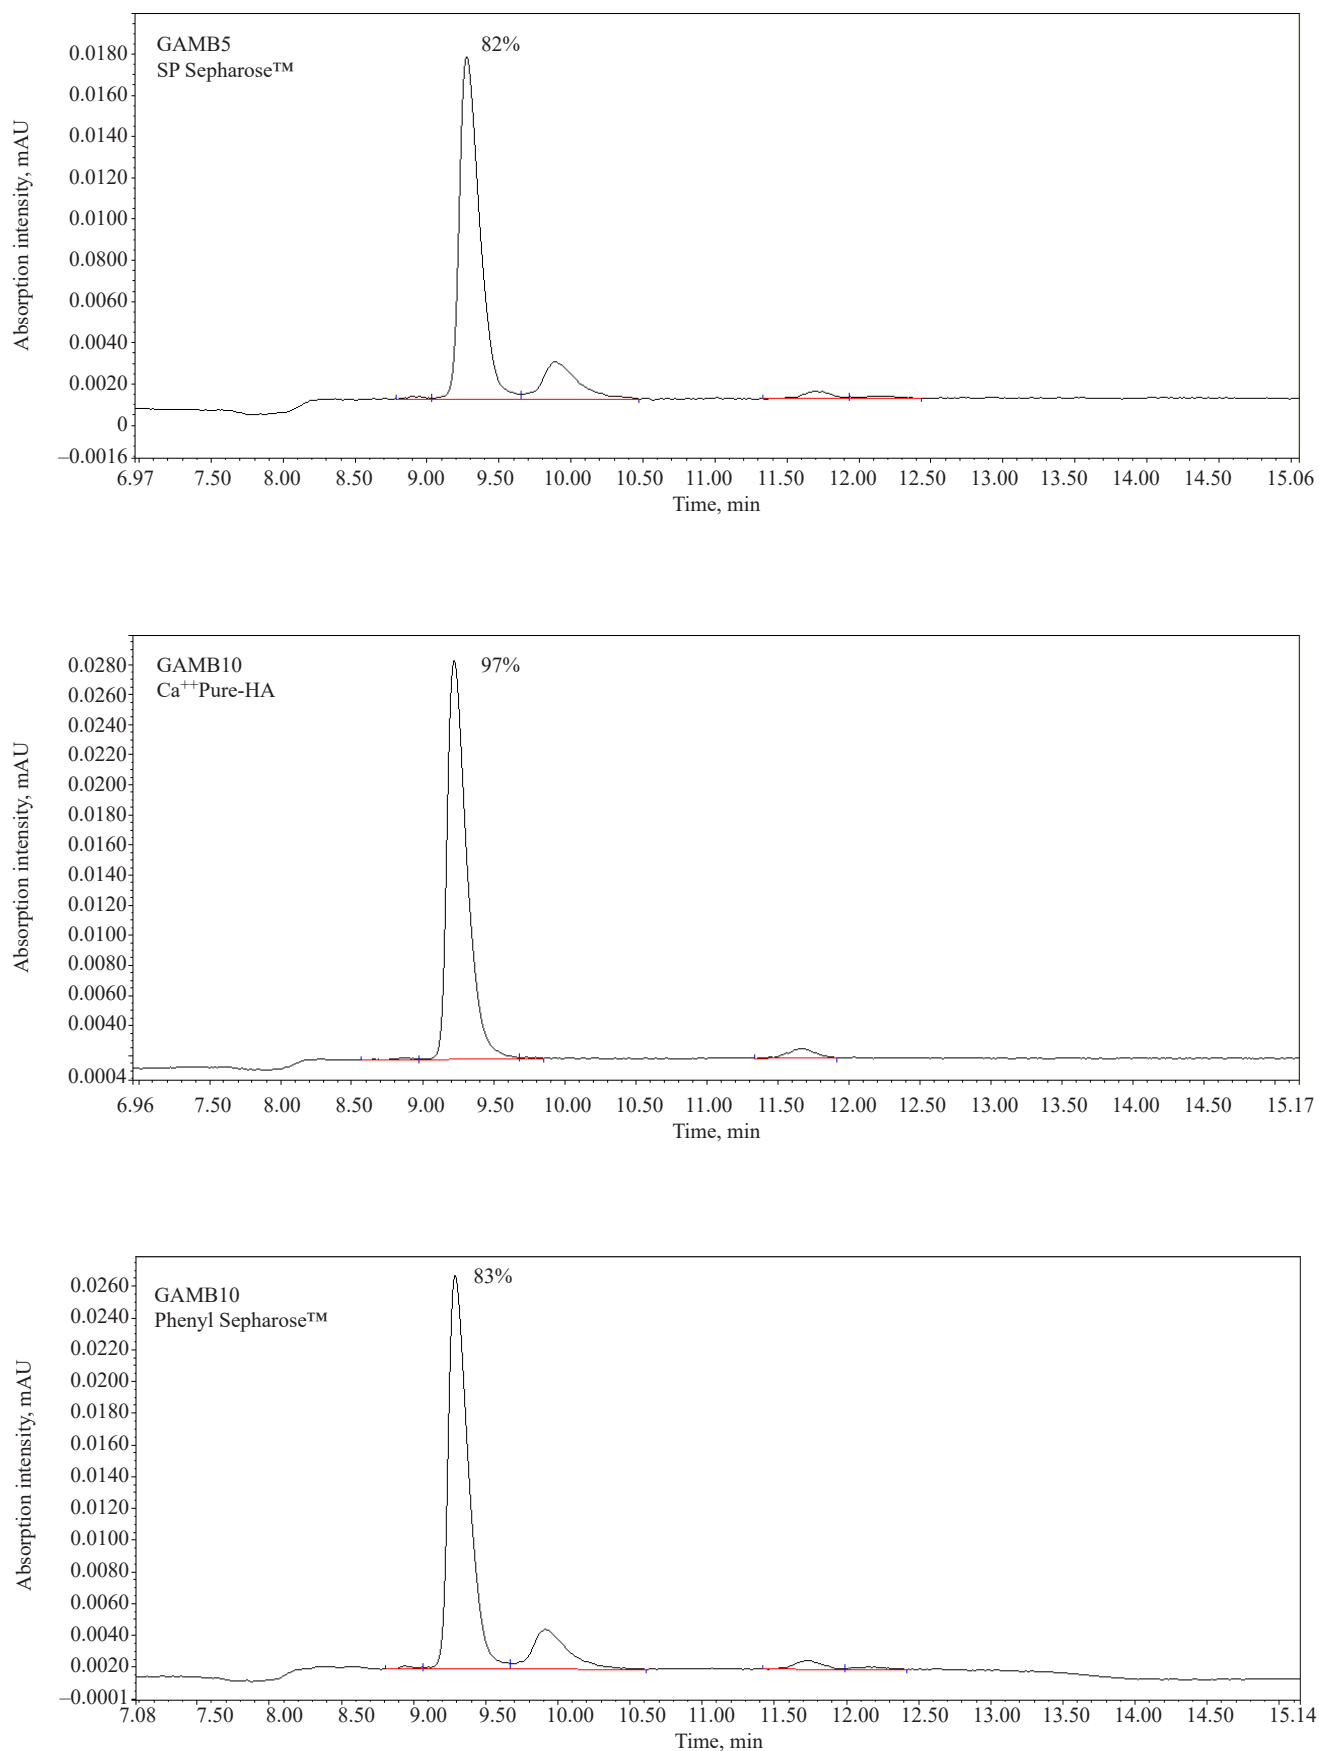 GAMB5
SP Sepharose™
82%
Absorption intensity, mAU
0.0180
0.0160
0.0140
0.0120
0.0100
0.0800
0.0060
0.0040
0.0020
0
–0.0016
6.97 7.50 8.00 8.50 9.00 9.50 10.00 10.50 11.00 11.50 12.00 12.50 13.00 13.50 14.00 14.50 15.06
Time, min
GAMB10
Ca++Pure-HA
97%
Absorption intensity, mAU
0.0280
0.0260
0.0240
0.0220
0.0200
0.0180
0.0160
0.0140
0.0120
0.0100
0.0080
0.0060
0.0040
0.0004
6.96 7.50 8.00 8.50 9.00 9.50 10.00 10.50 11.00 11.50 12.00 12.50 13.00 13.50 14.00 14.50 15.17
Time, min
GAMB10
Phenyl Sepharose™
83%
Absorption intensity, mAU
0.0260
0.0240
0.0220
0.0200
0.0180
0.0160
0.0140
0.0120
0.0100
0.0080
0.0060
0.0040
0.0020
–0.0001
7.08 7.50 8.00 8.50 9.00 9.50 10.00 10.50 11.00 11.50 12.00 12.50 13.00 13.50 14.00 14.50 15.14
Time, min